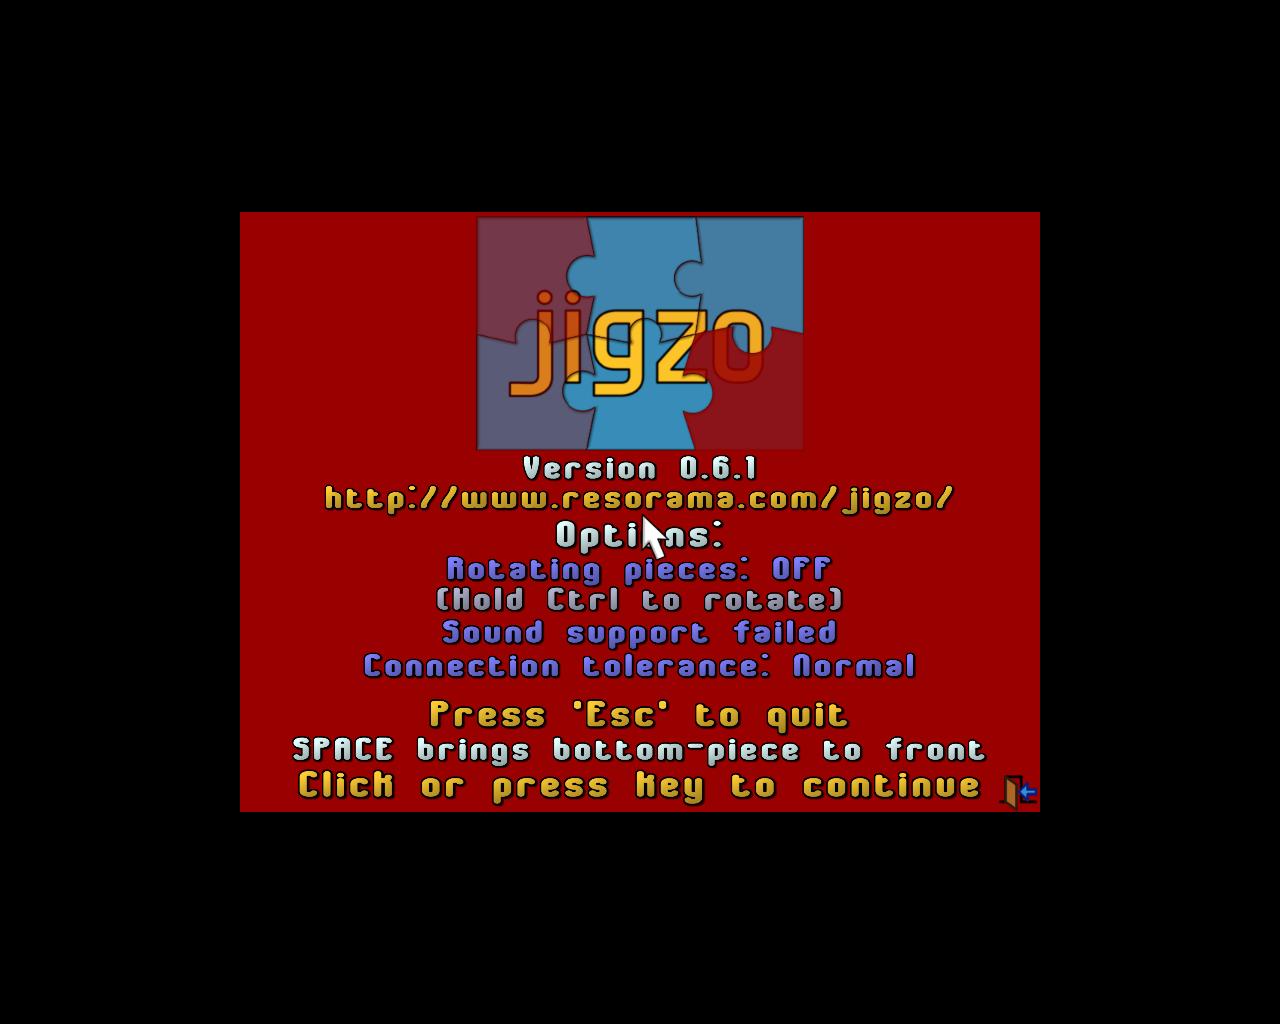 jigzo
Version 0.6.1
http://www.resorama.com/jigzo/
Options:
Rotating pieces: OFF
(Hold Ctrl to rotate)
Sound support failed
Connection tolerance: Normal
Press 'Esc' to quit
SPACE brings bottom-piece to front
Click or press key to continue